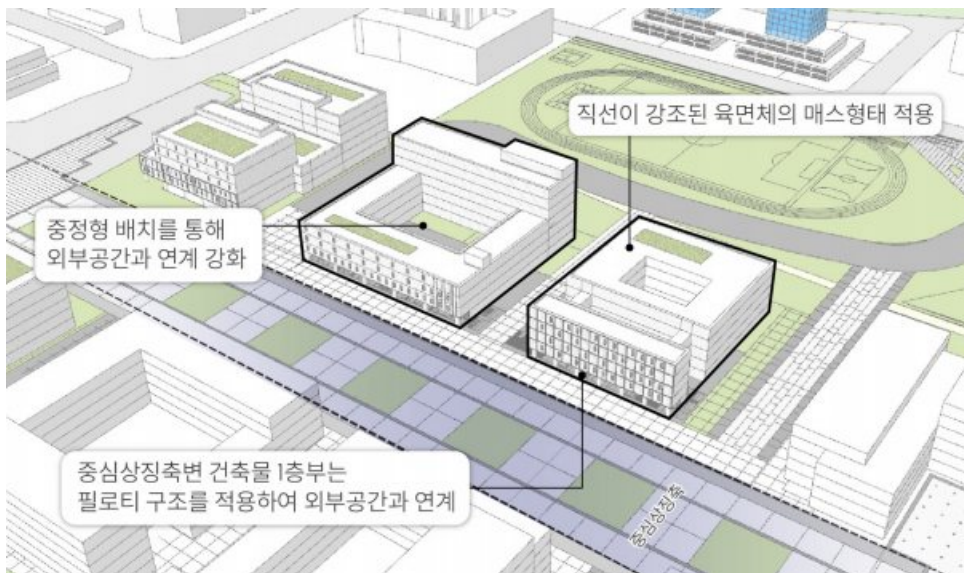 직선이 강조된 육면체의 매스형태 적용
중정형 배치를 통해
외부공간과 연계 강화
중심상징축변 건축물 1층부는
필로티 구조를 적용하여 외부공간과 연계
중심상징축